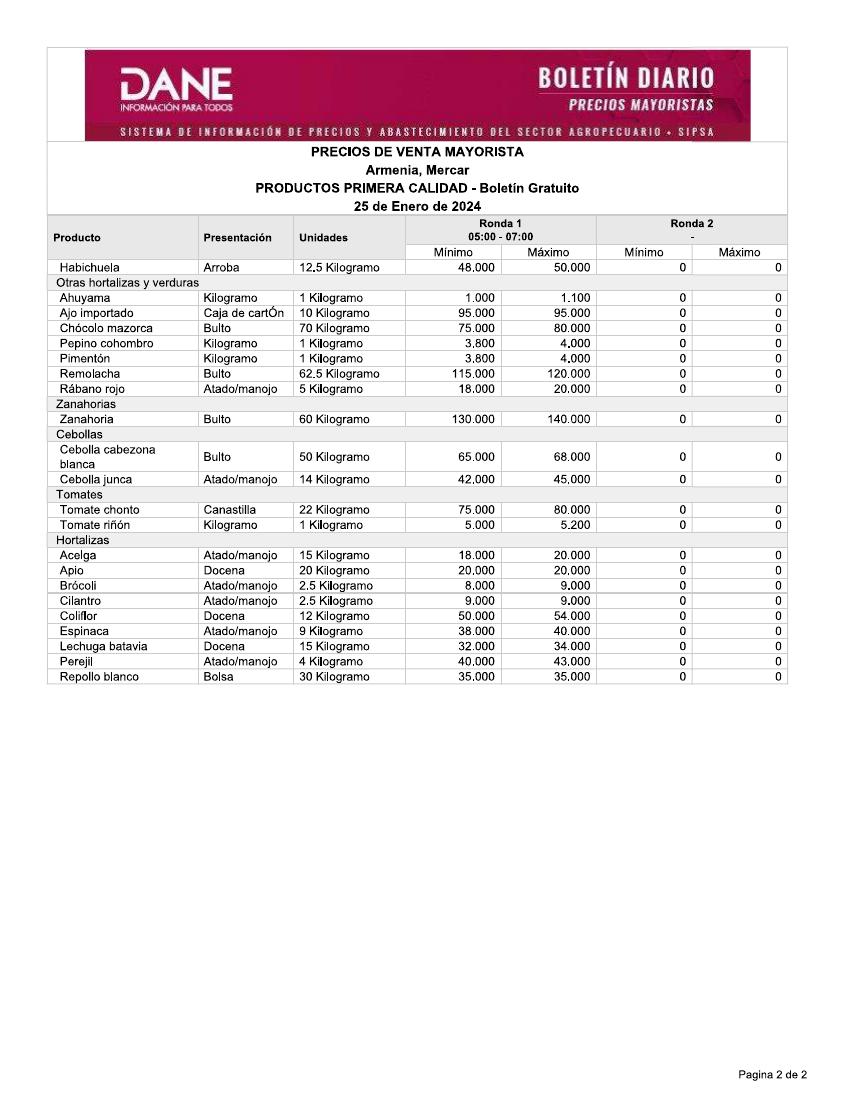 DANE
INFORMACIÓN PARA TODOS
BOLETÍN DIARIO
PRECIOS MAYORISTAS
SISTEMA DE INFORMACIÓN DE PRECIOS Y ABASTECIMIENTO DEL SECTOR AGROPECUARIO • SIPSA
PRECIOS DE VENTA MAYORISTA
Armenia, Mercar
PRODUCTOS PRIMERA CALIDAD - Boletín Gratuito
25 de Enero de 2024
Producto Presentación Unidades Ronda 1 Ronda 2
05:00 - 07:00 -
Mínimo Máximo Mínimo Máximo
Habichuela Arroba 12.5 Kilogramo 48.000 50.000 0 0
Otras hortalizas y verduras
Ahuyama Kilogramo 1 Kilogramo 1.000 1.100 0 0
Ajo importado Caja de cartÓn 10 Kilogramo 95.000 95.000 0 0
Chócolo mazorca Bulto 70 Kilogramo 75.000 80.000 0 0
Pepino cohombro Kilogramo 1 Kilogramo 3.800 4.000 0 0
Pimentón Kilogramo 1 Kilogramo 3.800 4.000 0 0
Remolacha Bulto 62.5 Kilogramo 115.000 120.000 0 0
Rábano rojo Atado/manojo 5 Kilogramo 18.000 20.000 0 0
Zanahorias
Zanahoria Bulto 60 Kilogramo 130.000 140.000 0 0
Cebollas
Cebolla cabezona
blanca Bulto 50 Kilogramo 65.000 68.000 0 0
Cebolla junca Atado/manojo 14 Kilogramo 42.000 45.000 0 0
Tomates
Tomate chonto Canastilla 22 Kilogramo 75.000 80.000 0 0
Tomate riñón Kilogramo 1 Kilogramo 5.000 5.200 0 0
Hortalizas
Acelga Atado/manojo 15 Kilogramo 18.000 20.000 0 0
Apio Docena 20 Kilogramo 20.000 20.000 0 0
Brócoli Atado/manojo 2.5 Kilogramo 8.000 9.000 0 0
Cilantro Atado/manojo 2.5 Kilogramo 9.000 9.000 0 0
Coliflor Docena 12 Kilogramo 50.000 54.000 0 0
Espinaca Atado/manojo 9 Kilogramo 38.000 40.000 0 0
Lechuga batavia Docena 15 Kilogramo 32.000 34.000 0 0
Perejil Atado/manojo 4 Kilogramo 40.000 43.000 0 0
Repollo blanco Bolsa 30 Kilogramo 35.000 35.000 0 0
Pagina 2 de 2